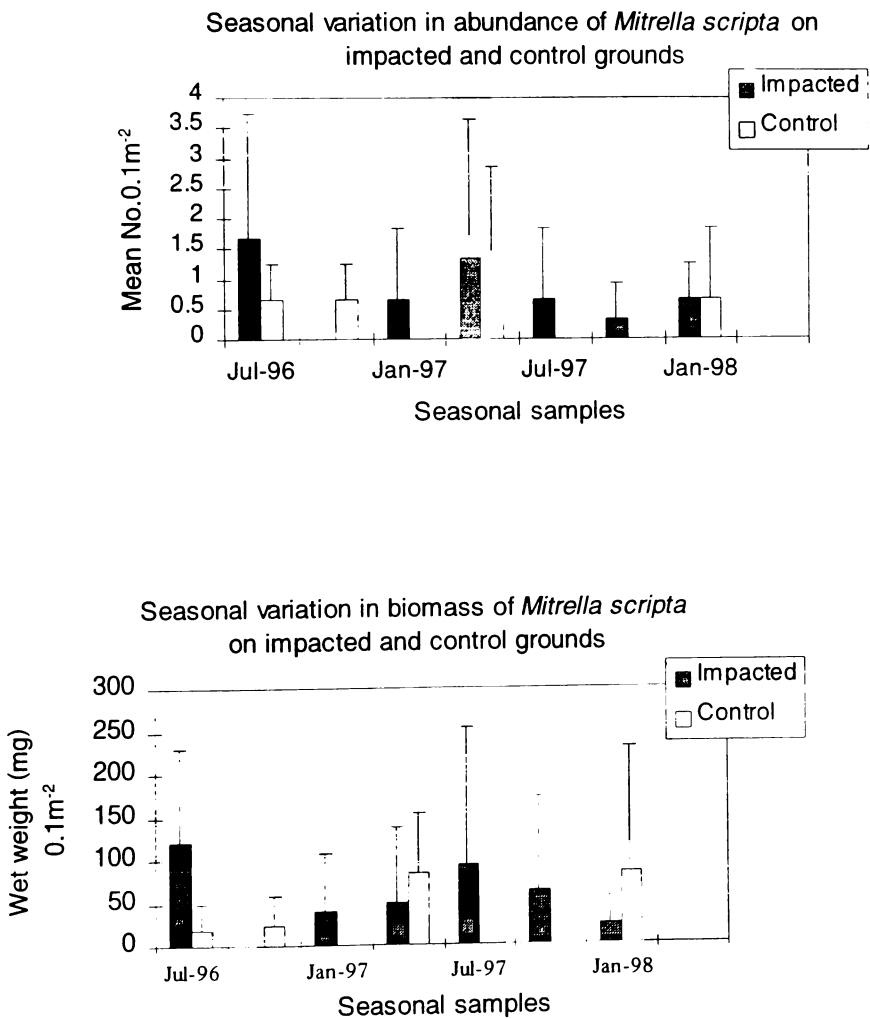 Seasonal variation in abundance of Mitrella scripta on
impacted and control grounds
Impacted
Control
4
3.5
3
2.5
2
1.5
1
0.5
0
Mean No.0.1m⁻²
Jul-96 Jan-97 Jul-97 Jan-98
Seasonal samples
Seasonal variation in biomass of Mitrella scripta
on impacted and control grounds
Impacted
Control
300
250
200
150
100
50
0
Wet weight (mg)
0.1m⁻²
Jul-96 Jan-97 Jul-97 Jan-98
Seasonal samples